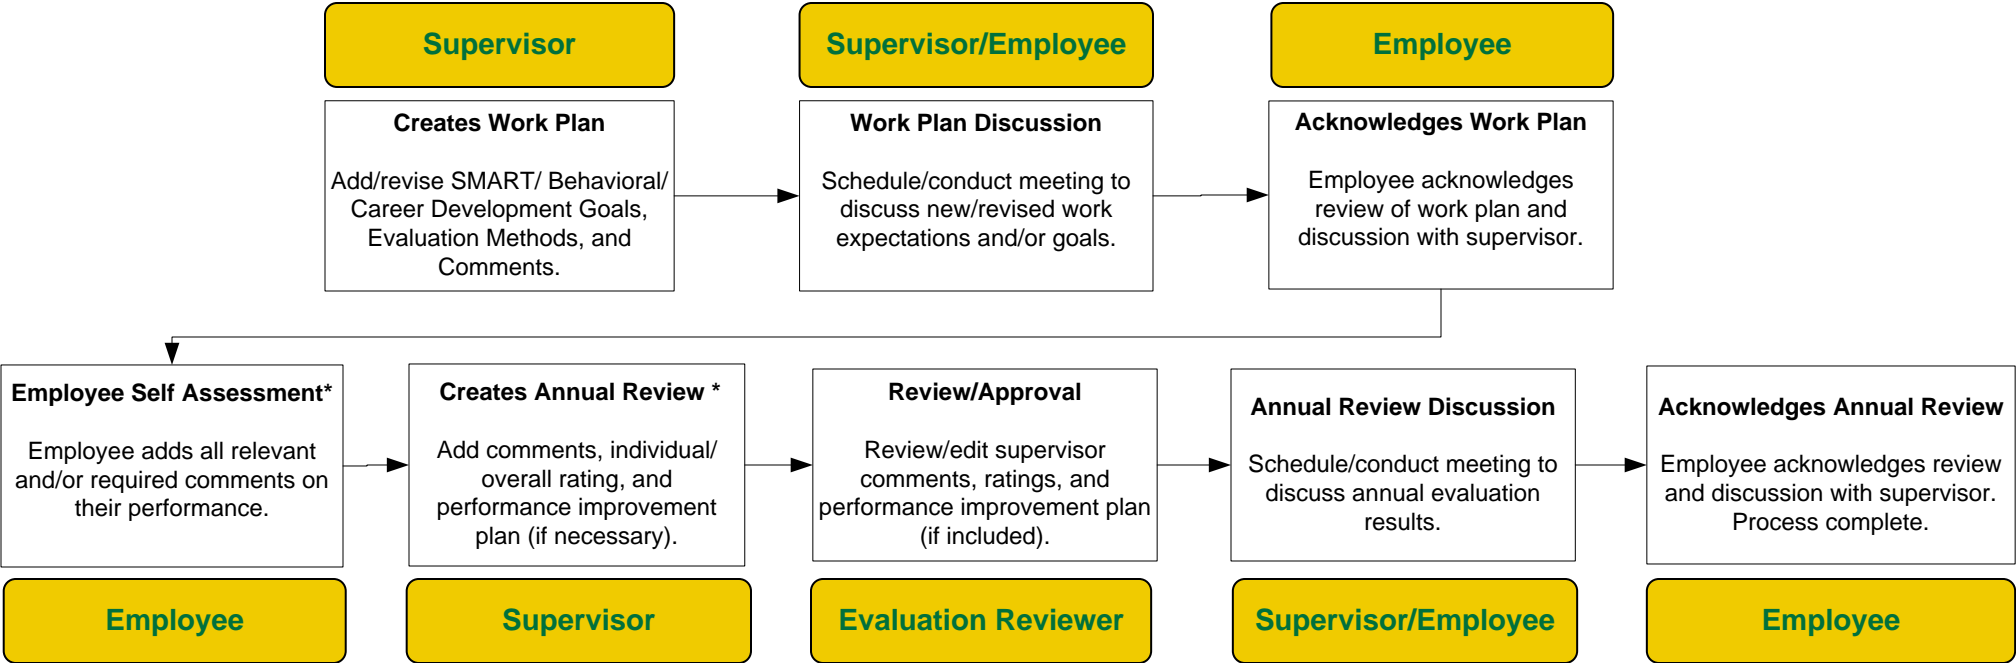 Supervisor
Supervisor/Employee
Employee
Creates Work Plan
Add/revise SMART/ Behavioral/
Career Development Goals,
Evaluation Methods, and
Comments.
Work Plan Discussion
Schedule/conduct meeting to
discuss new/revised work
expectations and/or goals.
Acknowledges Work Plan
Employee acknowledges
review of work plan and
discussion with supervisor.
Employee Self Assessment*
Employee adds all relevant
and/or required comments on
their performance.
Creates Annual Review *
Add comments, individual/
overall rating, and
performance improvement
plan (if necessary).
Review/Approval
Review/edit supervisor
comments, ratings, and
performance improvement plan
(if included).
Annual Review Discussion
Schedule/conduct meeting to
discuss annual evaluation
results.
Acknowledges Annual Review
Employee acknowledges review
and discussion with supervisor.
Process complete.
Employee
Supervisor
Evaluation Reviewer
Supervisor/Employee
Employee